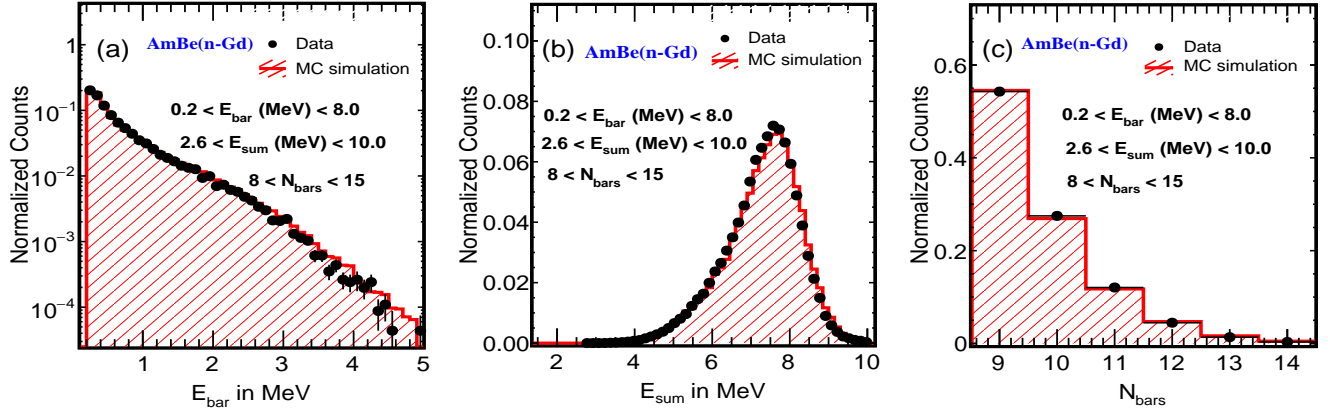 (a)
AmBe(n-Gd)
Data
MC simulation
0.2 < E_bar (MeV) < 8.0
2.6 < E_sum (MeV) < 10.0
8 < N_bars < 15
Normalized Counts
1
10⁻¹
10⁻²
10⁻³
10⁻⁴
1 2 3 4 5
E_bar in MeV
(b)
AmBe(n-Gd)
Data
MC simulation
0.2 < E_bar (MeV) < 8.0
2.6 < E_sum (MeV) < 10.0
8 < N_bars < 15
Normalized Counts
0.10
0.08
0.06
0.04
0.02
0.00
2 4 6 8 10
E_sum in MeV
(c)
AmBe(n-Gd)
Data
MC simulation
0.2 < E_bar (MeV) < 8.0
2.6 < E_sum (MeV) < 10.0
8 < N_bars < 15
Normalized Counts
0.6
0.4
0.2
0
9 10 11 12 13 14
N_bars